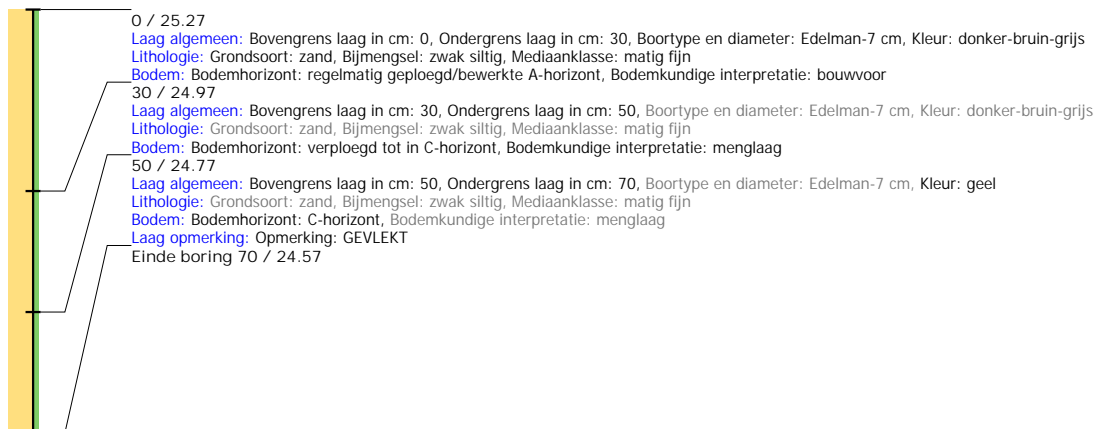 0 / 25.27
Laag algemeen: Bovengrens laag in cm: 0, Ondergrens laag in cm: 30, Boortype en diameter: Edelman-7 cm, Kleur: donker-bruin-grijs
Lithologie: Grondsoort: zand, Bijmengsel: zwak siltig, Mediaanklasse: matig fijn
Bodem: Bodemhorizont: regelmatig geploegd/bewerkte A-horizont, Bodemkundige interpretatie: bouwvoor
30 / 24.97
Laag algemeen: Bovengrens laag in cm: 30, Ondergrens laag in cm: 50, Boortype en diameter: Edelman-7 cm, Kleur: donker-bruin-grijs
Lithologie: Grondsoort: zand, Bijmengsel: zwak siltig, Mediaanklasse: matig fijn
Bodem: Bodemhorizont: verploegd tot in C-horizont, Bodemkundige interpretatie: menglaag
50 / 24.77
Laag algemeen: Bovengrens laag in cm: 50, Ondergrens laag in cm: 70, Boortype en diameter: Edelman-7 cm, Kleur: geel
Lithologie: Grondsoort: zand, Bijmengsel: zwak siltig, Mediaanklasse: matig fijn
Bodem: Bodemhorizont: C-horizont, Bodemkundige interpretatie: menglaag
Laag opmerking: Opmerking: GEVLEKT
Einde boring 70 / 24.57